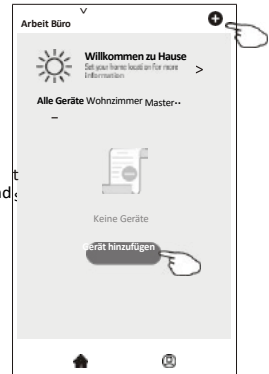 Arbeit Büro
Willkommen zu Hause
Set your home location for more
information
>
Alle Geräte Wohnzimmer Master..
Keine Geräte
Gerät hinzufügen